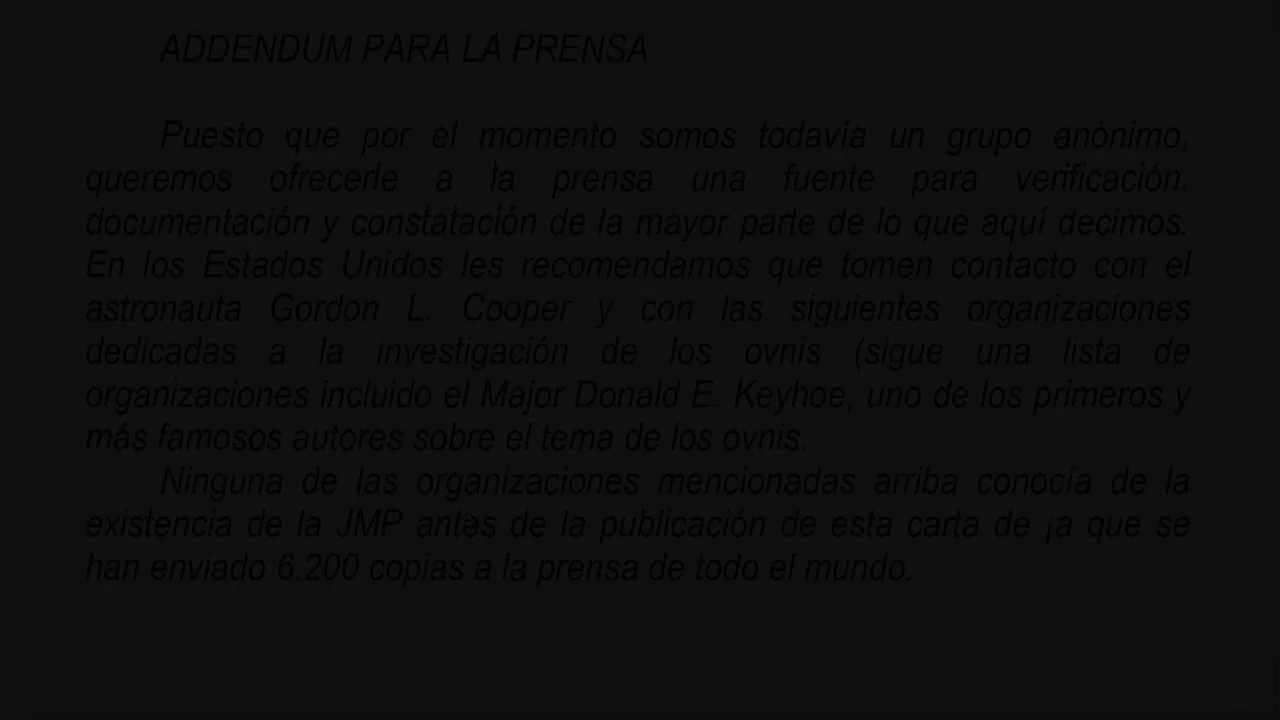 ADDENDUM PARA LA PRENSA
Puesto que por el momento somos todavía un grupo anónimo,
queremos ofrecerle a la prensa una fuente para verificación,
documentación y constatación de la mayor parte de lo que aquí decimos.
En los Estados Unidos les recomendamos que tomen contacto con el
astronauta Gordon L. Cooper y con las siguientes organizaciones
dedicadas a la investigación de los ovnis (sigue una lista de
organizaciones incluido el Major Donald E. Keyhoe, uno de los primeros y
más famosos autores sobre el tema de los ovnis.
Ninguna de las organizaciones mencionadas arriba conocía de la
existencia de la JMP antes de la publicación de esta carta de ¡a que se
han enviado 6.200 copias a la prensa de todo el mundo.